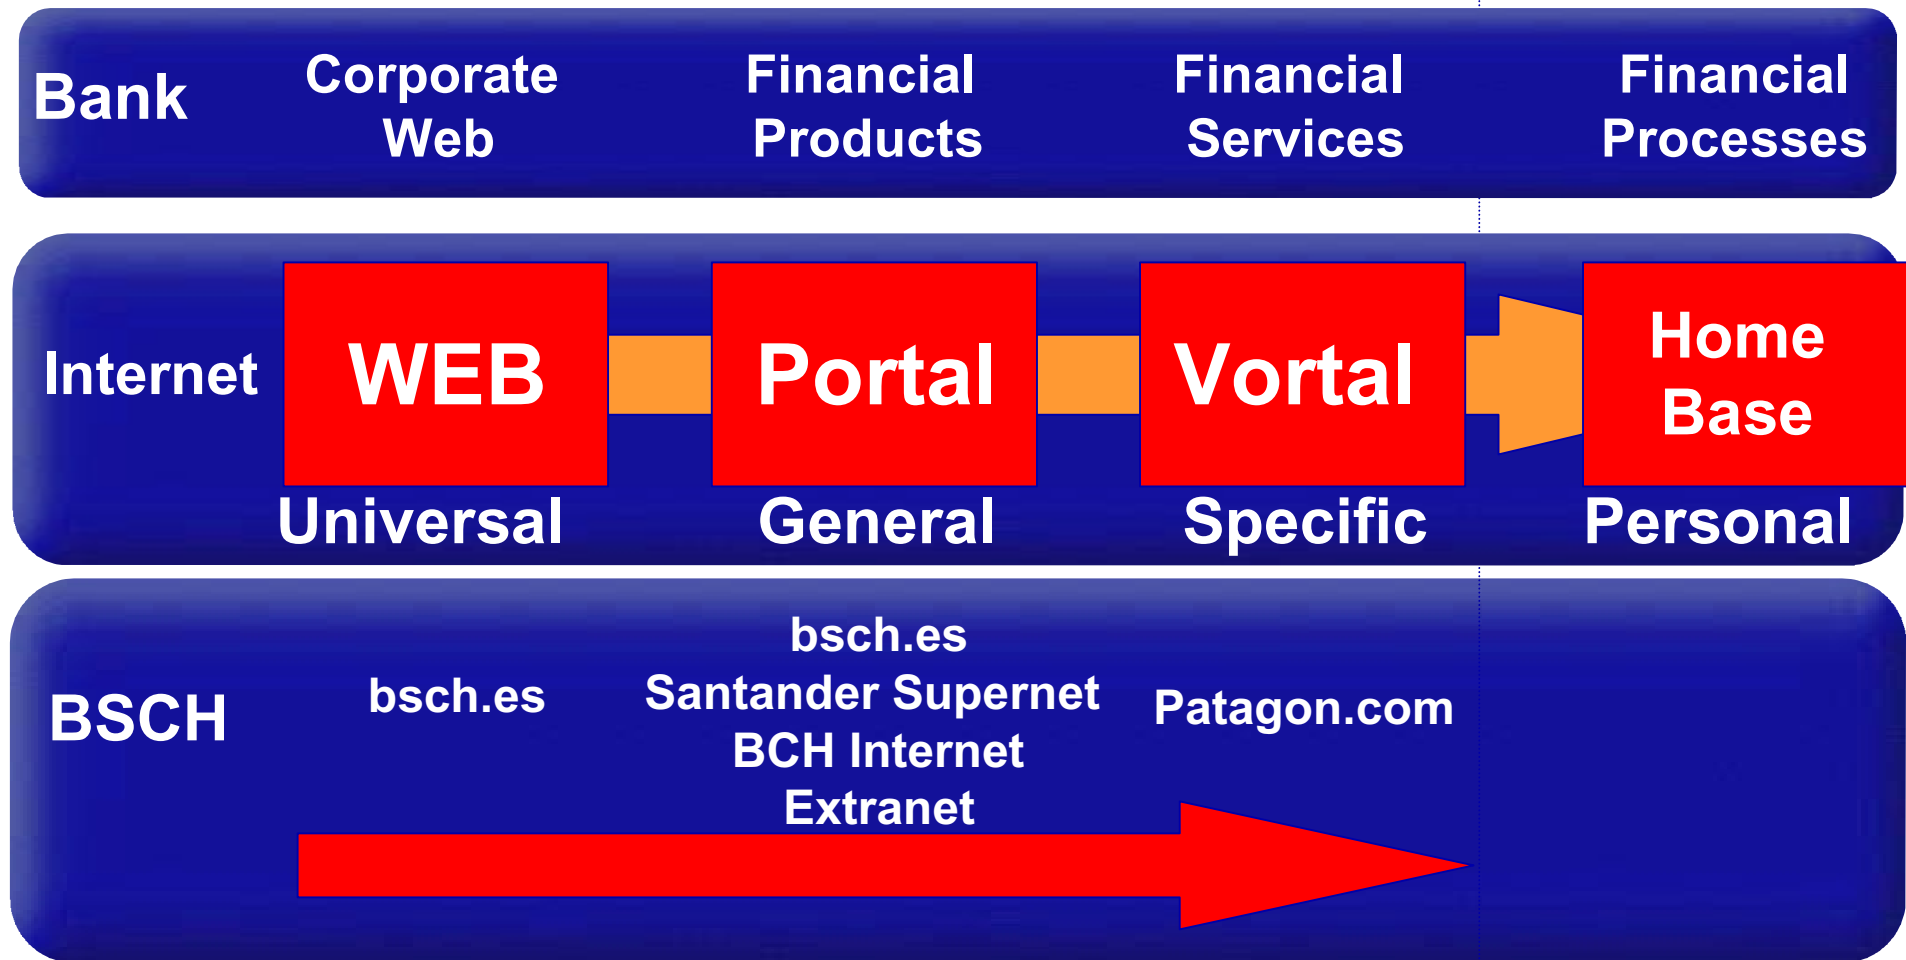 Bank
Corporate
Web
Financial
Products
Financial
Services
Financial
Processes
Internet
WEB
Portal
Vortal
Home
Base
Universal
General
Specific
Personal
BSCH
bsch.es
bsch.es
Santander Supernet
BCH Internet
Extranet
Patagon.com